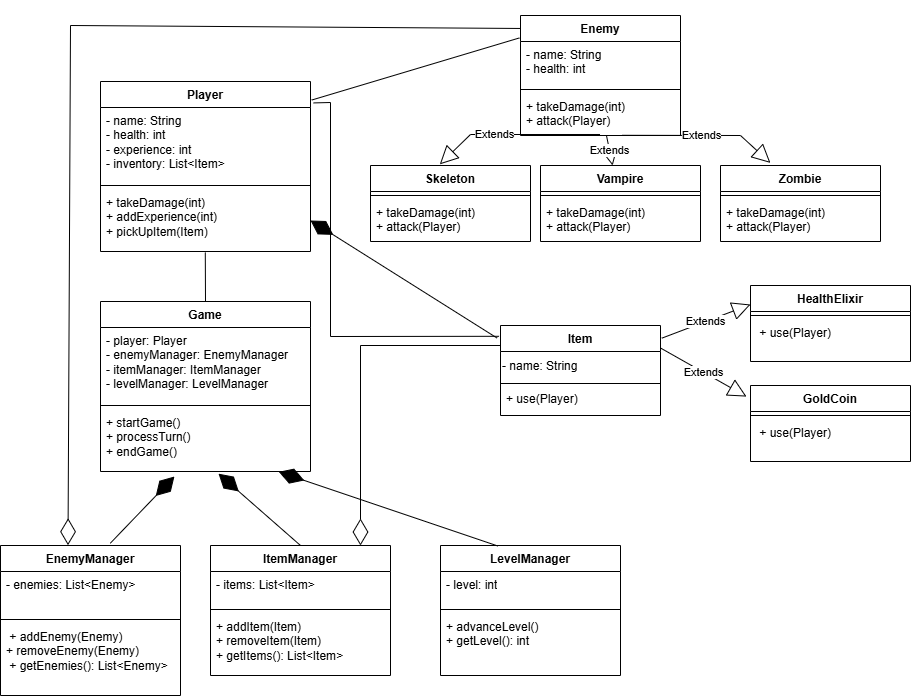 Enemy
- name: String
- health: int
+ takeDamage(int)
+ attack(Player)
Player
- name: String
- health: int
- experience: int
- inventory: List<Item>
+ takeDamage(int)
+ addExperience(int)
+ pickUpItem(Item)
Extends
Extends
Extends
Skeleton
+ takeDamage(int)
+ attack(Player)
Vampire
+ takeDamage(int)
+ attack(Player)
Zombie
+ takeDamage(int)
+ attack(Player)
Game
- player: Player
- enemyManager: EnemyManager
- itemManager: ItemManager
- levelManager: LevelManager
+ startGame()
+ processTurn()
+ endGame()
Item
- name: String
+ use(Player)
Extends
Extends
HealthElixir
+ use(Player)
GoldCoin
+ use(Player)
EnemyManager
- enemies: List<Enemy>
+ addEnemy(Enemy)
+ removeEnemy(Enemy)
+ getEnemies(): List<Enemy>
ItemManager
- items: List<Item>
+ addItem(Item)
+ removeItem(Item)
+ getItems(): List<Item>
LevelManager
- level: int
+ advanceLevel()
+ getLevel(): int